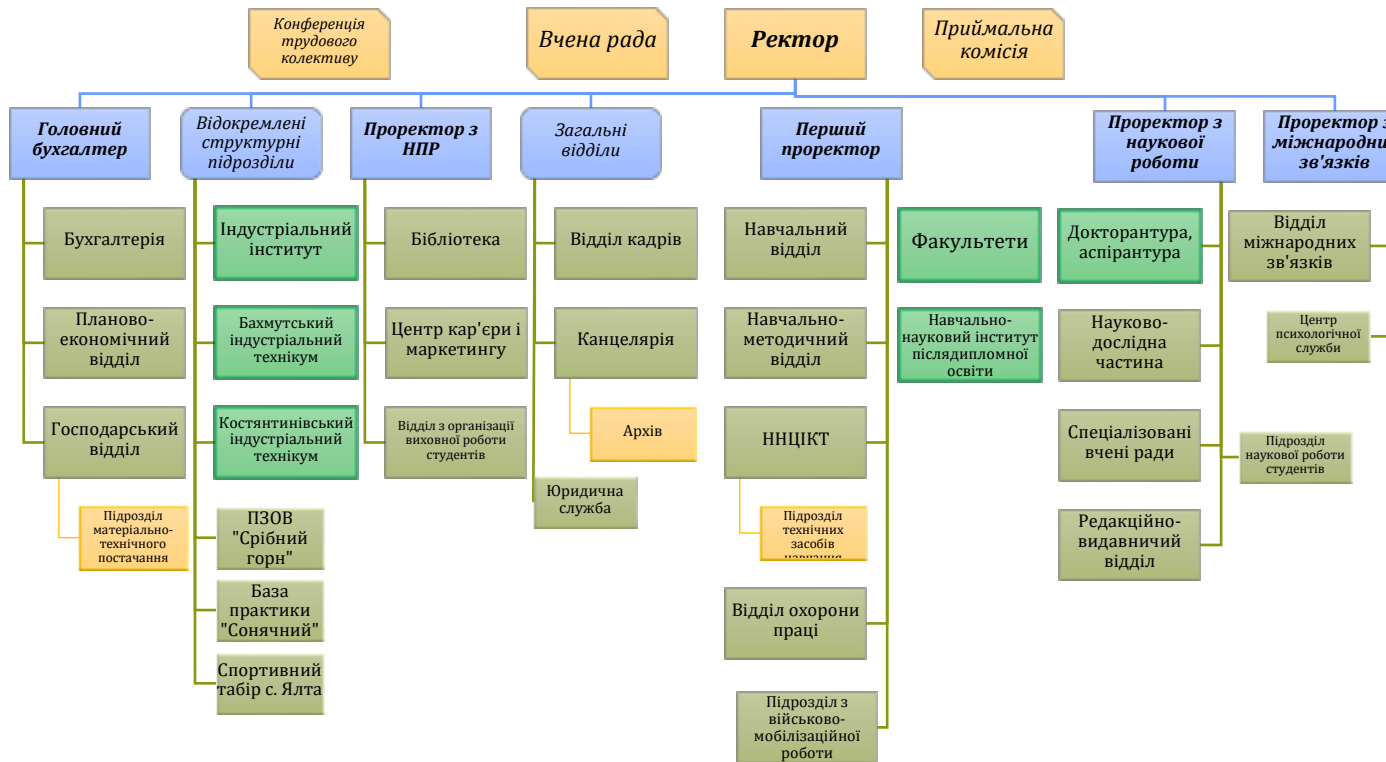 Конференція
трудового
колективу
Вчена рада
Ректор
Приймальна
комісія
Головний
бухгалтер
Відокремлені
структурні
підрозділи
Проректор з
НПР
Загальні
відділи
Перший
проректор
Проректор з
наукової
роботи
Проректор з
міжнародних
зв'язків
Бухгалтерія
Планово-
економічний
відділ
Господарський
відділ
Підрозділ
матеріально-
технічного
постачання
Індустріальний
інститут
Бахмутський
індустріальний
технікум
Костянтинівський
індустріальний
технікум
ПЗОВ
"Срібний
горн"
База
практики
"Сонячний"
Спортивний
табір с. Ялта
Бібліотека
Центр кар'єри і
маркетингу
Відділ з організації
виховної роботи
студентів
Відділ кадрів
Канцелярія
Архів
Юридична
служба
Навчальний
відділ
Навчально-
методичний
відділ
ННЦІКТ
Підрозділ
технічних
засобів
навчання
Відділ охорони
праці
Підрозділ з
військово-
мобілізаційної
роботи
Факультети
Навчально-
науковий інститут
післядипломної
освіти
Докторантура,
аспірантура
Науково-
дослідна
частина
Спеціалізовані
вчені ради
Редакційно-
видавничий
відділ
Підрозділ
наукової роботи
студентів
Відділ
міжнародних
зв'язків
Центр
психологічної
служби